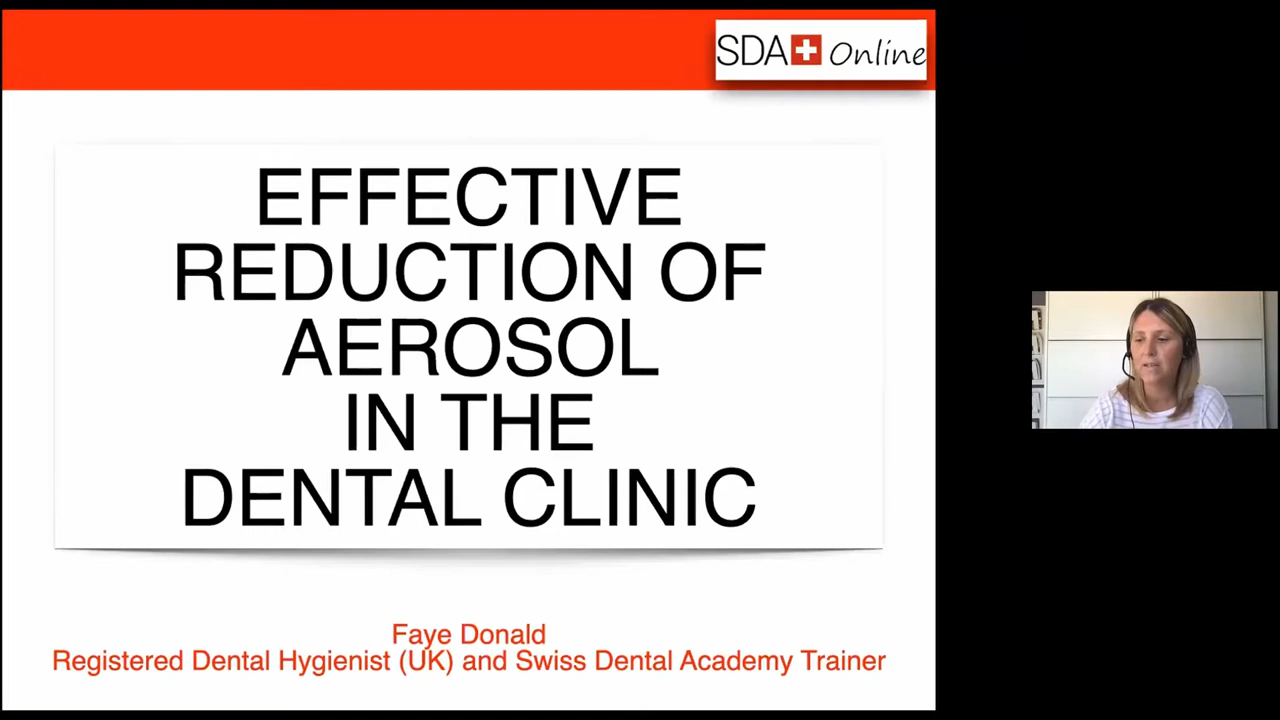 SDA Online
EFFECTIVE
REDUCTION OF
AEROSOL
IN THE
DENTAL CLINIC
Faye Donald
Registered Dental Hygienist (UK) and Swiss Dental Academy Trainer